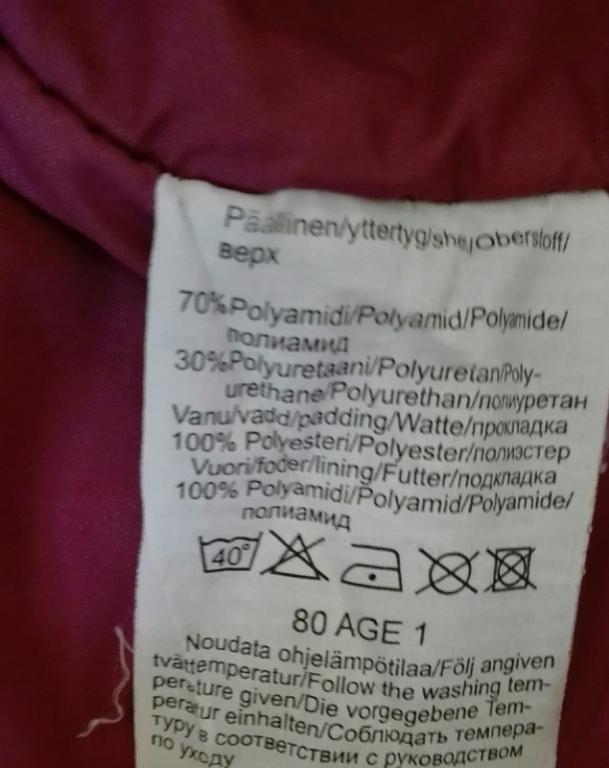 Päällinen/yttertyg/shell/Oberstoff/
верх
70%Polyamidi/Polyamid/Polyamide/
полиамид
30%Polyuretaani/Polyuretan/Poly-
urethane/Polyurethan/полиуретан
Vanu/vadd/padding/Watte/прокладка
100% Polyesteri/Polyester/полиэстер
Vuori/foder/lining/Futter/подкладка
100% Polyamidi/Polyamid/Polyamide/
полиамид
40°
80 AGE 1
Noudata ohjelämpötilaa/Följ angiven
tvättemperatur/Follow the washing tem-
perature given/Die vorgegebene Tem-
peratur einhalten/Соблюдать темпера-
туру в соответствии с руководством
по уходу